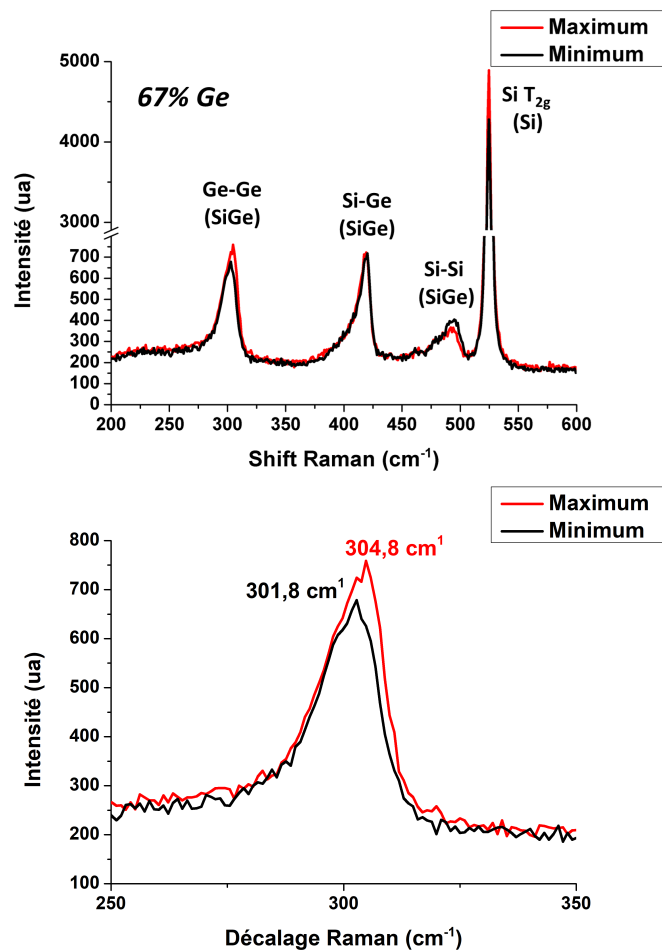 Maximum
Minimum
67% Ge
Ge-Ge
(SiGe)
Si-Ge
(SiGe)
Si-Si
(SiGe)
Si T2g
(Si)
Intensité (ua)
5000
4000
3000
700
600
500
400
300
200
100
0
200 250 300 350 400 450 500 550 600
Shift Raman (cm⁻¹)
Maximum
Minimum
304,8 cm¹
301,8 cm¹
Intensité (ua)
800
700
600
500
400
300
200
100
250 300 350
Décalage Raman (cm⁻¹)